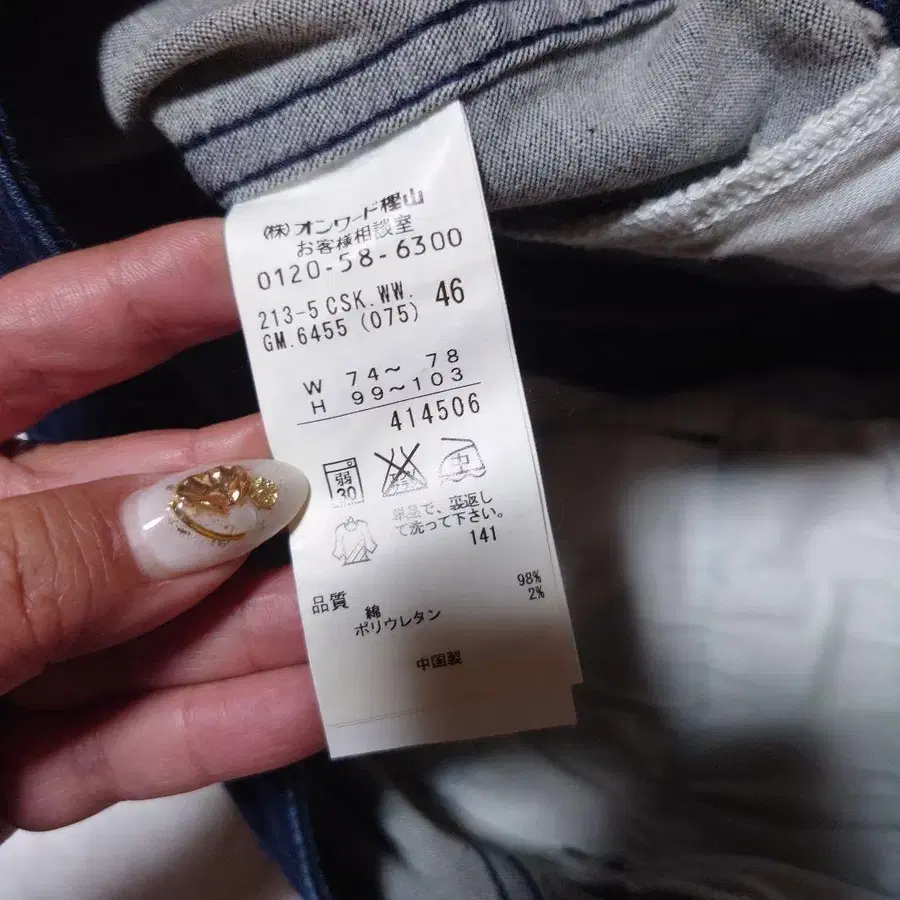 (株)オンワード樫山
お客様相談室
0120-58-6300
213-5 CSK.WW. 46
GM.6455 (075)
W 74～ 78
H 99～103
414506
弱
30
中
単品で、裏返し
て洗って下さい。
141
品質
綿 98%
ポリウレタン 2%
中国製